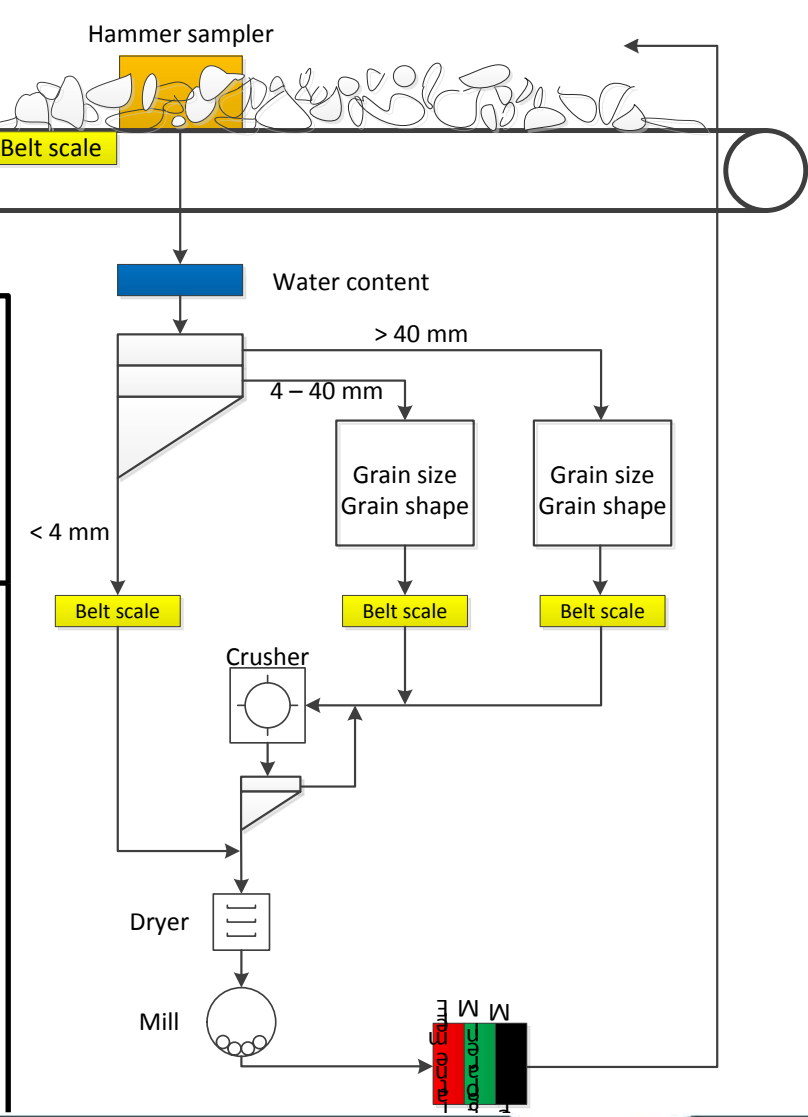 Hammer sampler
Belt scale
Water content
> 40 mm
4 – 40 mm
Grain size
Grain shape
Grain size
Grain shape
< 4 mm
Belt scale
Belt scale
Belt scale
Crusher
Dryer
Mill